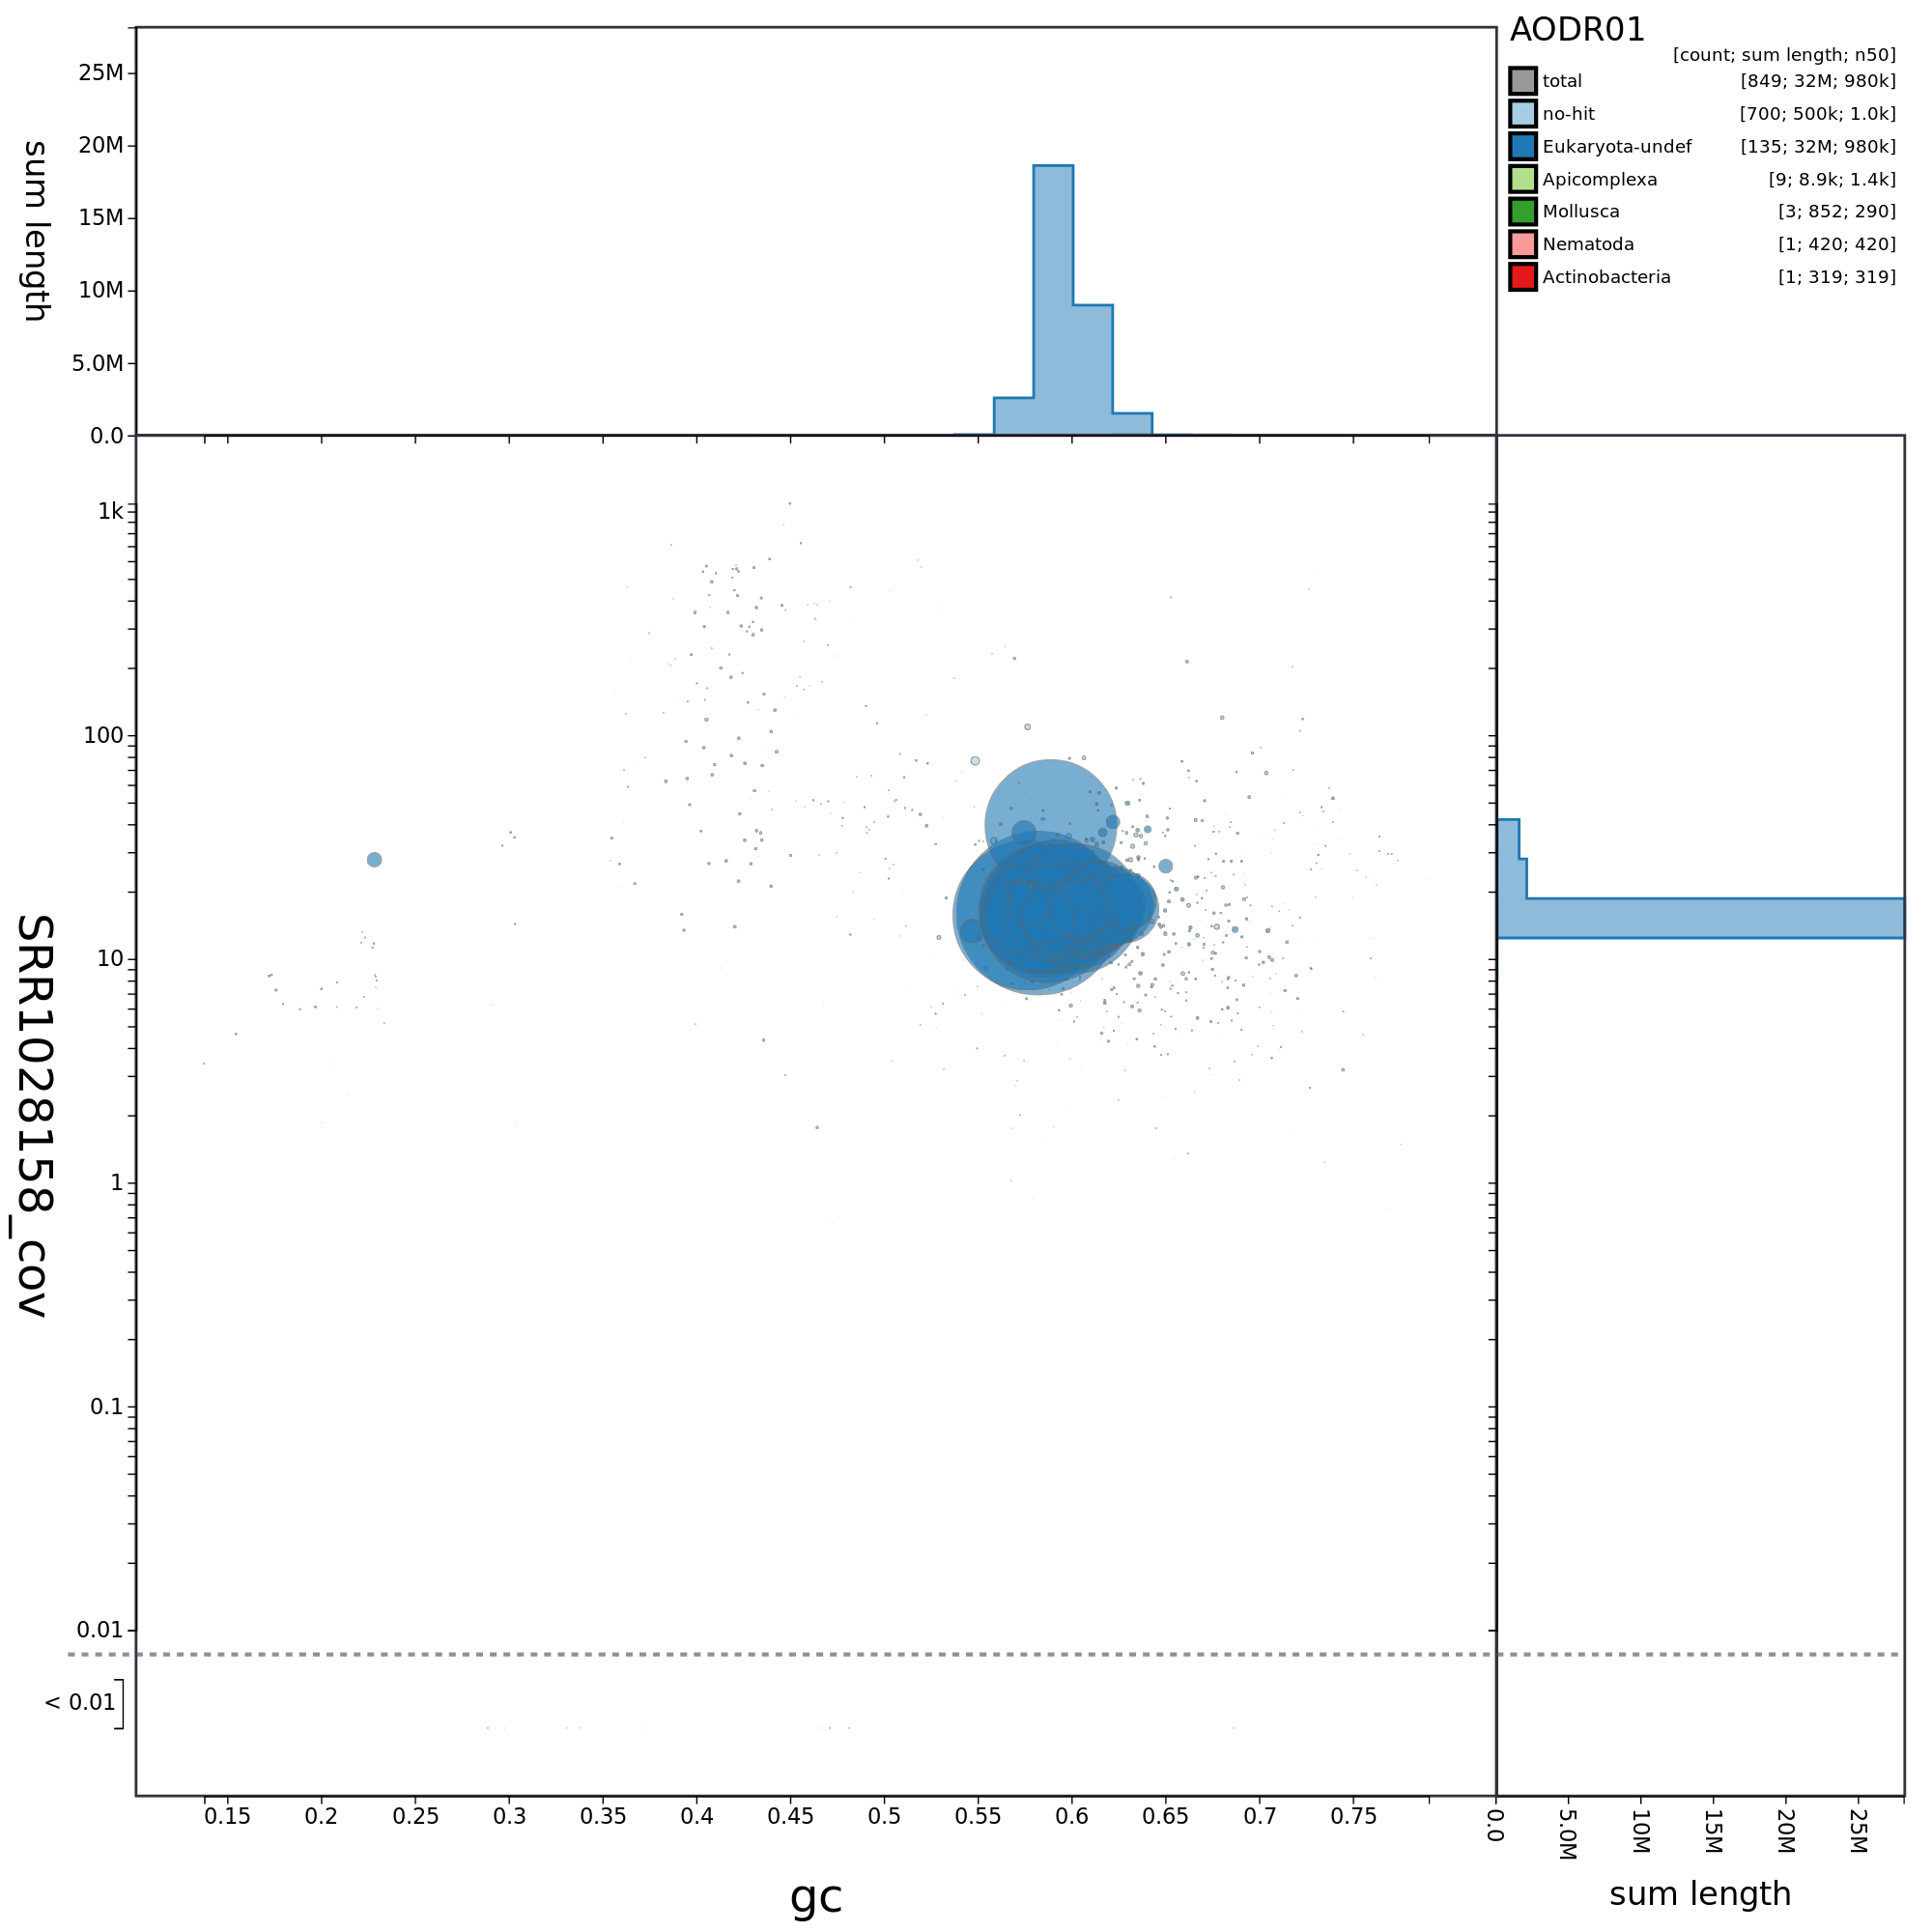 AODR01
[count; sum length; n50]
total [849; 32M; 980k]
no-hit [700; 500k; 1.0k]
Eukaryota-undef [135; 32M; 980k]
Apicomplexa [9; 8.9k; 1.4k]
Mollusca [3; 852; 290]
Nematoda [1; 420; 420]
Actinobacteria [1; 319; 319]
sum length
25M
20M
15M
10M
5.0M
0.0
SRR1028158_cov
1k
100
10
1
0.1
0.01
< 0.01
0.15 0.2 0.25 0.3 0.35 0.4 0.45 0.5 0.55 0.6 0.65 0.7 0.75
gc
0.0 5.0M 10M 15M 20M 25M
sum length